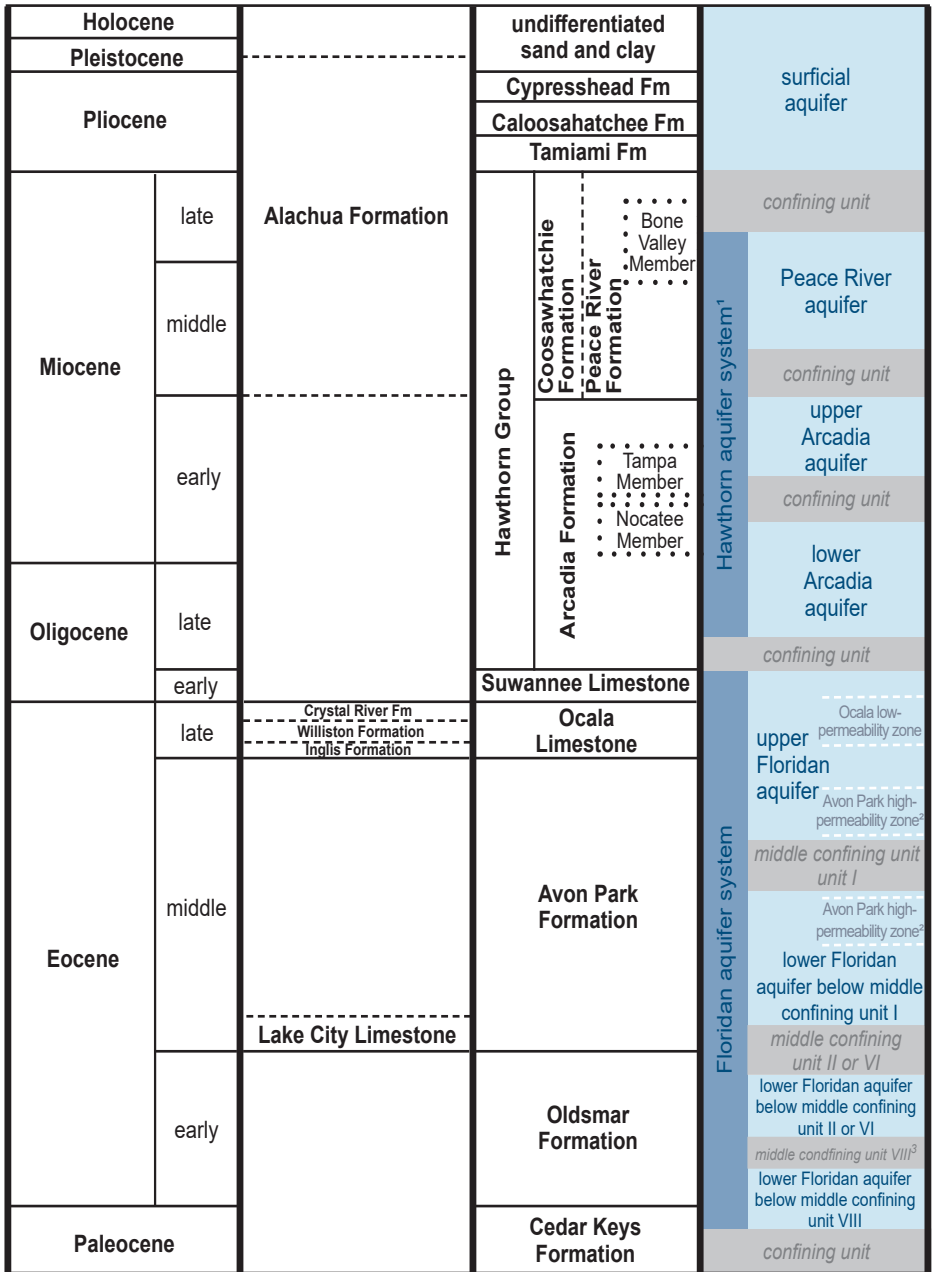 Holocene
Pleistocene
Pliocene
Miocene
late
middle
early
Oligocene
late
early
Eocene
late
middle
early
Paleocene
Alachua Formation
Crystal River Fm
Williston Formation
Inglis Formation
Lake City Limestone
undifferentiated
sand and clay
Cypresshead Fm
Caloosahatchee Fm
Tamiami Fm
Hawthorn Group
Coosawhatchie
Formation
Peace River
Formation
Bone
Valley
Member
Arcadia Formation
Tampa
Member
Nocatee
Member
Suwannee Limestone
Ocala
Limestone
Avon Park
Formation
Oldsmar
Formation
Cedar Keys
Formation
surficial
aquifer
confining unit
Hawthorn aquifer system¹
Peace River
aquifer
confining unit
upper
Arcadia
aquifer
confining unit
lower
Arcadia
aquifer
confining unit
Floridan aquifer system
Ocala low-
permeability zone
upper
Floridan
aquifer
Avon Park high-
permeability zone²
middle confining unit
unit I
Avon Park high-
permeability zone²
lower Floridan
aquifer below middle
confining unit I
middle confining
unit II or VI
lower Floridan aquifer
below middle confining
unit II or VI
middle condfining unit VIII³
lower Floridan aquifer
below middle confining
unit VIII
confining unit